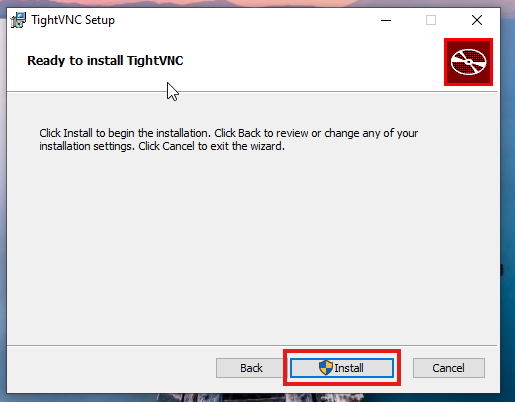 TightVNC Setup
Ready to install TightVNC
Click Install to begin the installation. Click Back to review or change any of your
installation settings. Click Cancel to exit the wizard.
Back
Install
Cancel